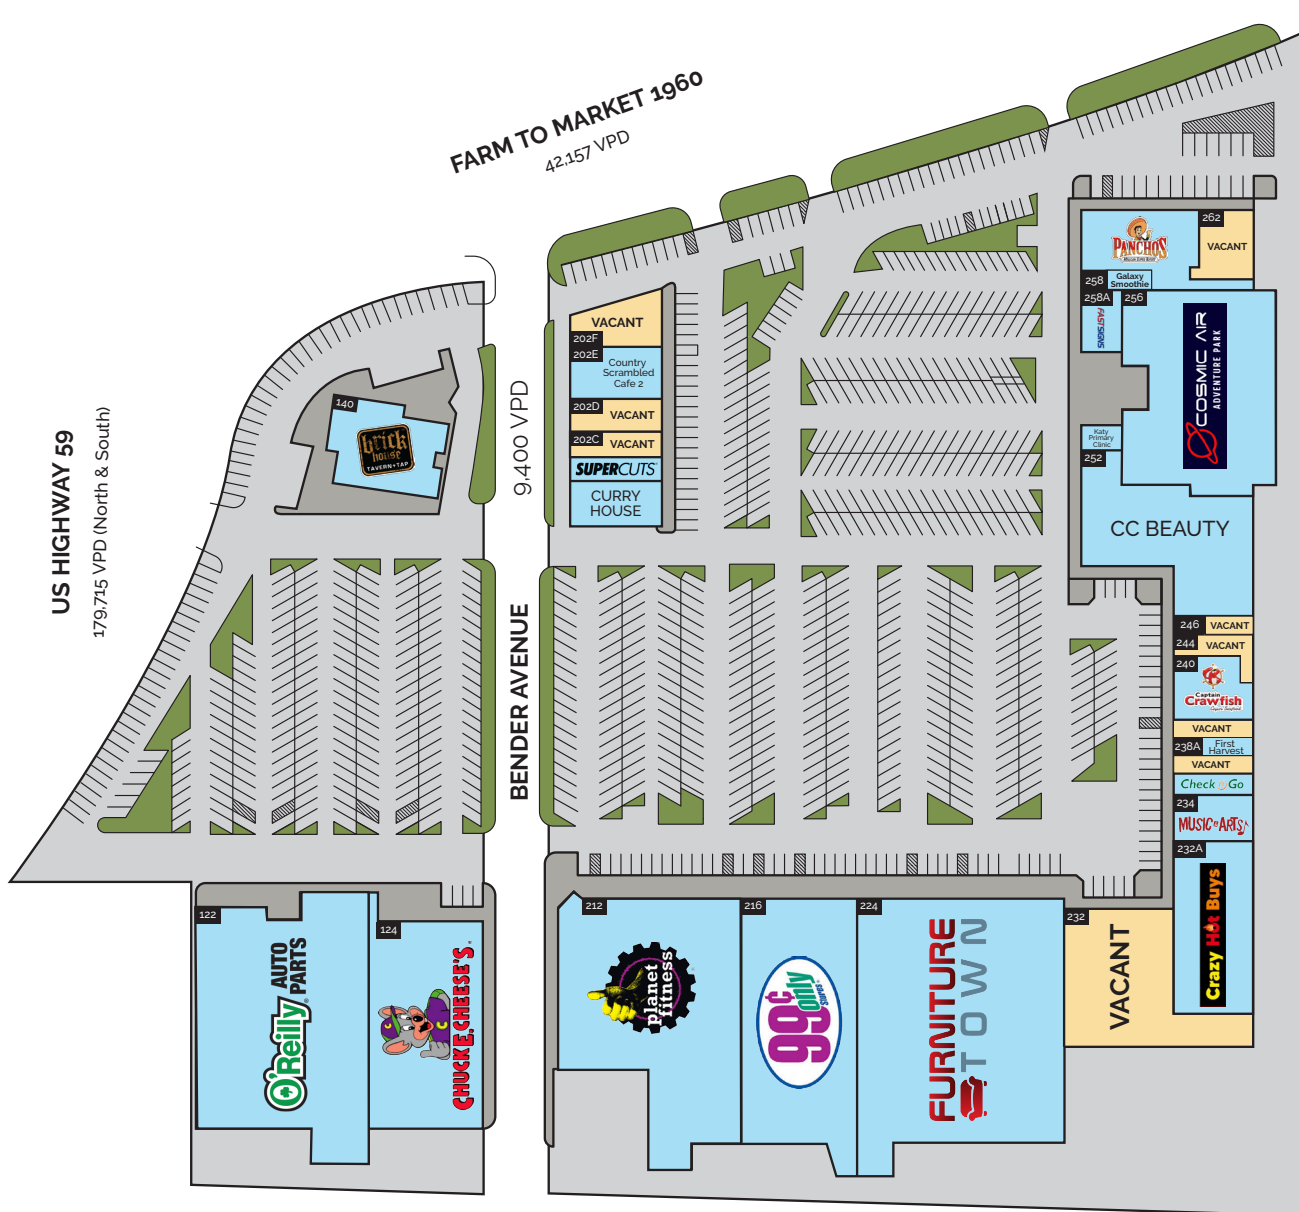 FARM TO MARKET 1960
42,157 VPD
US HIGHWAY 59
179,715 VPD (North & South)
BENDER AVENUE
9,400 VPD
140
brick
house
TAVERN+TAP
VACANT
202F
202E
Country
Scrambled
Cafe 2
202D
VACANT
202C
VACANT
SUPERCUTS
CURRY
HOUSE
PANCHOS
262
VACANT
258
Galaxy
Smoothie
258A
256
FASTSIGNS
COSMIC AIR
ADVENTURE PARK
Katy
Primary
Clinic
252
CC BEAUTY
246
VACANT
244
VACANT
240
Captain
Crawfish
VACANT
238A
First
Harvest
VACANT
Check Go
234
MUSIC & ARTS
232A
Crazy Hot Buys
232
VACANT
122
O'Reilly
AUTO
PARTS
124
CHUCK E. CHEESE'S
212
planet
fitness
216
99¢
only
stores
224
FURNITURE
TOWN